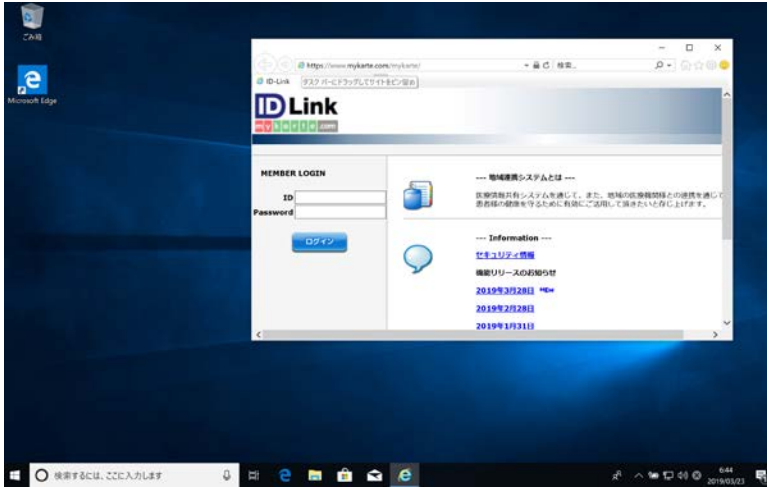 ごみ箱
Microsoft Edge
https://www.mykarte.com/mykarte/
検索...
ID-Link
タスク バーにドラッグしてサイトをピン留め
IDLink
mykarte.com
MEMBER LOGIN
ID
Password
ログイン
--- 地域連携システムとは ---
医療情報共有システムを通じて、また、地域の医療機関様との連携を通じて
患者様の健康を守るために有効にご活用して頂きたいと存じ上げます。
--- Information ---
セキュリティ情報
機能リリースのお知らせ
2019年3月28日 NEW
2019年2月28日
2019年1月31日
検索するには、ここに入力します
6:44
2019/03/23